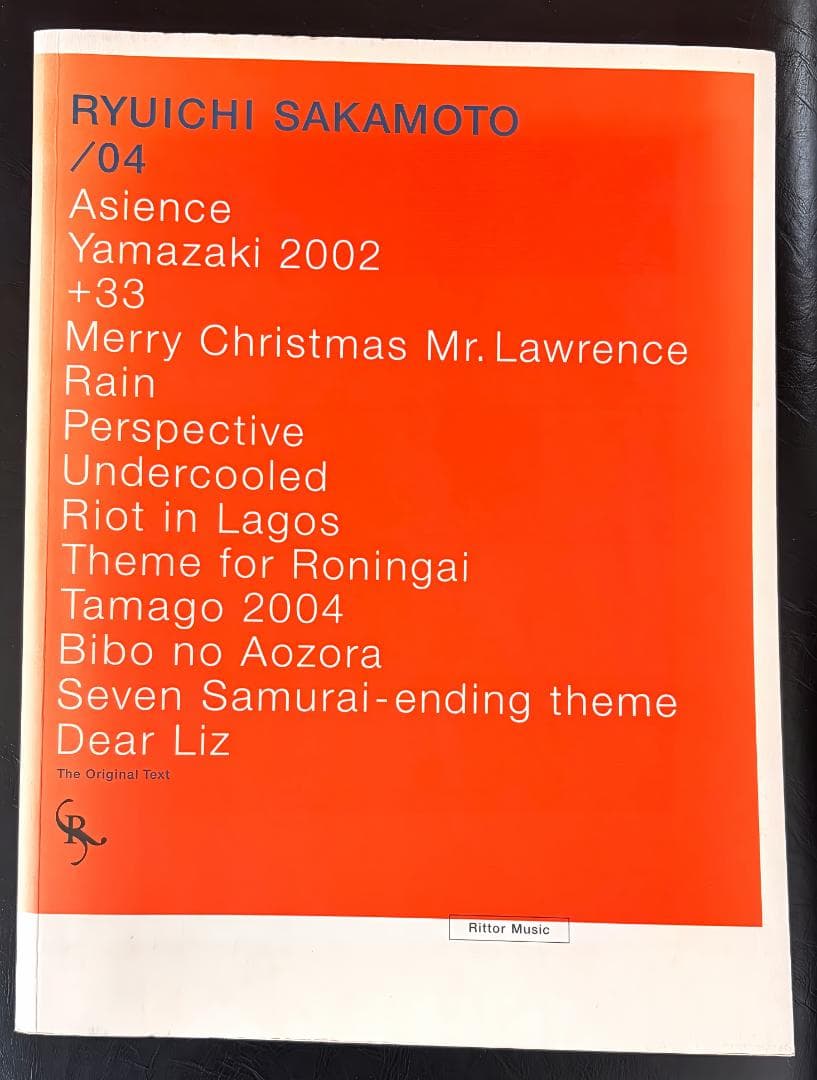 RYUICHI SAKAMOTO
/04
Asience
Yamazaki 2002
+33
Merry Christmas Mr. Lawrence
Rain
Perspective
Undercooled
Riot in Lagos
Theme for Roningai
Tamago 2004
Bibo no Aozora
Seven Samurai-ending theme
Dear Liz
The Original Text
R
Rittor Music